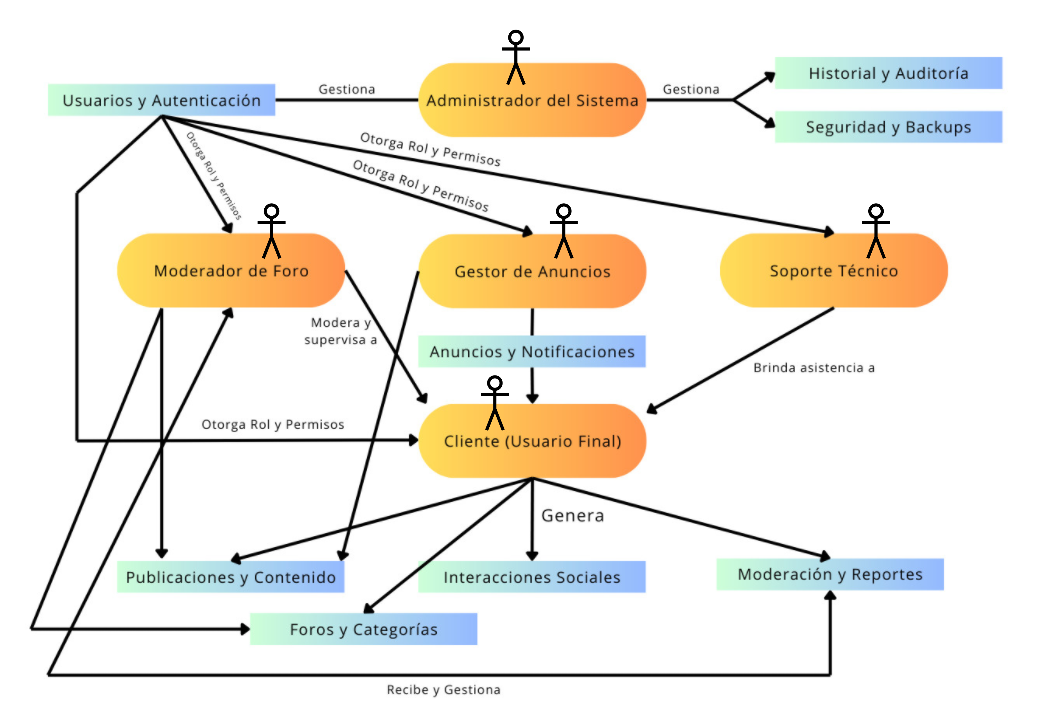 Historial y Auditoría
Usuarios y Autenticación
Gestiona
Administrador del Sistema
Gestiona
Seguridad y Backups
Otorga Rol y Permisos
Otorga Rol y Permisos
Otorga Rol y Permisos
Moderador de Foro
Gestor de Anuncios
Soporte Técnico
Modera y
supervisa a
Anuncios y Notificaciones
Brinda asistencia a
Otorga Rol y Permisos
Cliente (Usuario Final)
Genera
Publicaciones y Contenido
Interacciones Sociales
Moderación y Reportes
Foros y Categorías
Recibe y Gestiona